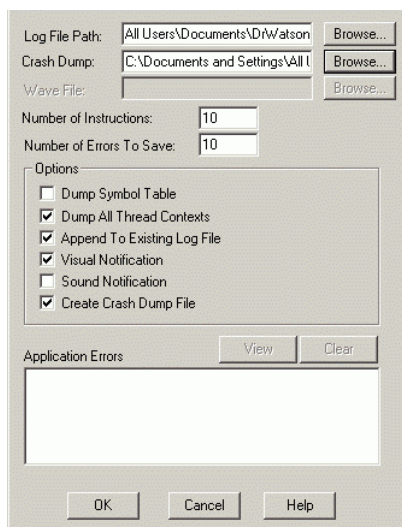 Log File Path: All Users\Documents\DrWatson Browse...
Crash Dump: C:\Documents and Settings\All U Browse...
Wave File: Browse...
Number of Instructions: 10
Number of Errors To Save: 10
Options
Dump Symbol Table
Dump All Thread Contexts
Append To Existing Log File
Visual Notification
Sound Notification
Create Crash Dump File
Application Errors View Clear
OK Cancel Help